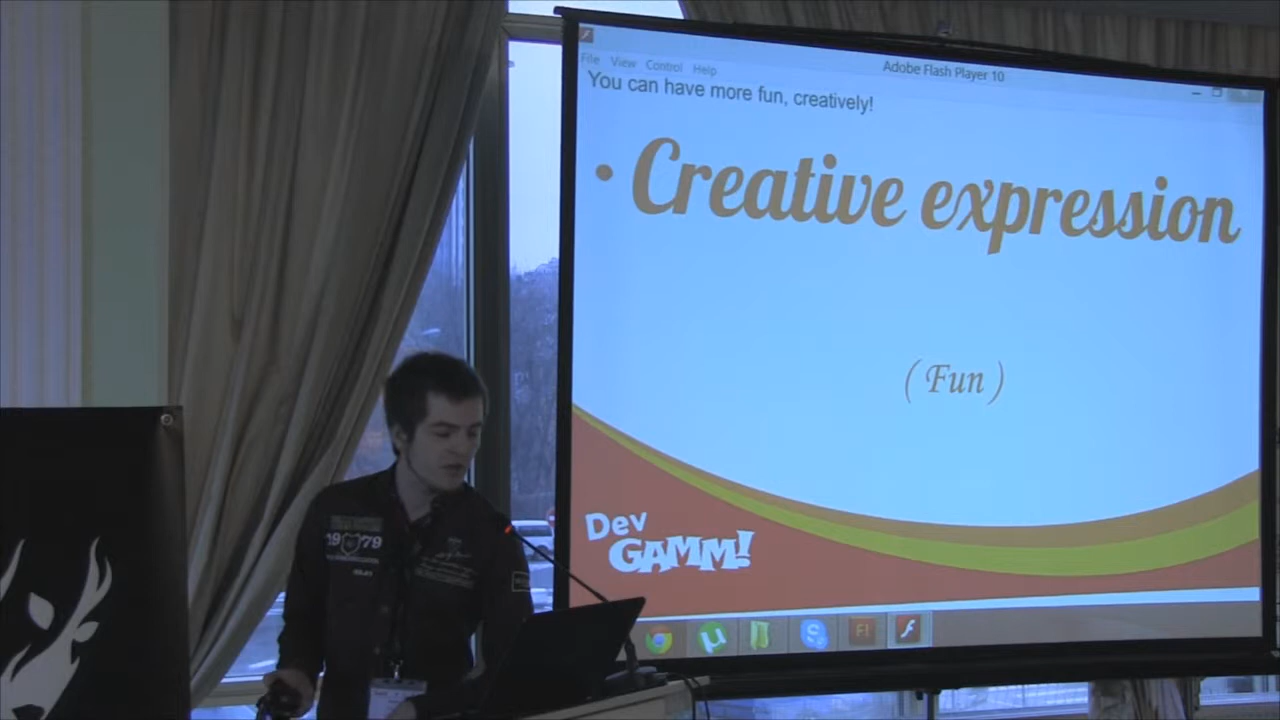 Adobe Flash Player 10
File View Control Help
You can have more fun, creatively!
• Creative expression
( Fun )
Dev
GAMM!
1979